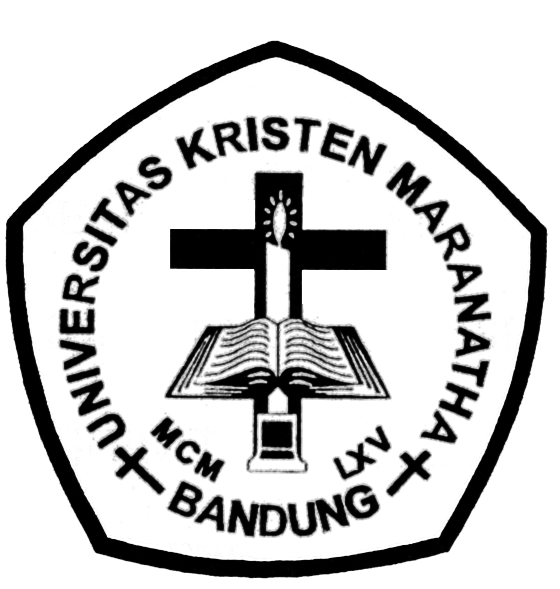 UNIVERSITAS KRISTEN MARANATHA
MCM LXV
BANDUNG